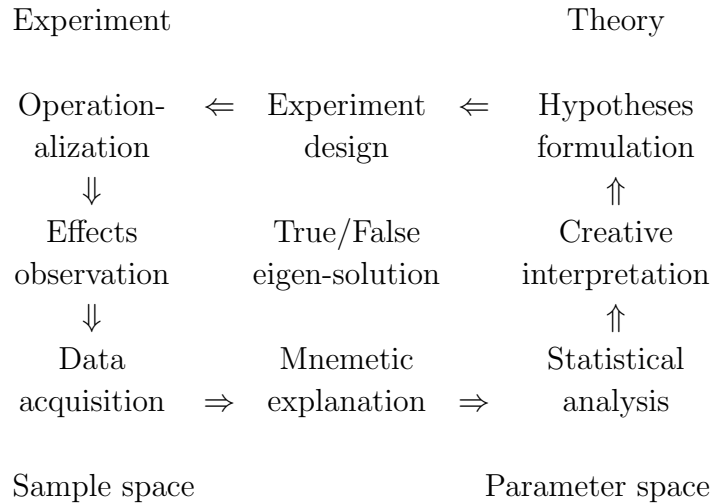 Experiment Theory
Operation- ⇐ Experiment ⇐ Hypotheses
alization design formulation
⇓ ⇑
Effects True/False Creative
observation eigen-solution interpretation
⇓ ⇑
Data Mnemetic Statistical
acquisition ⇒ explanation ⇒ analysis
Sample space Parameter space